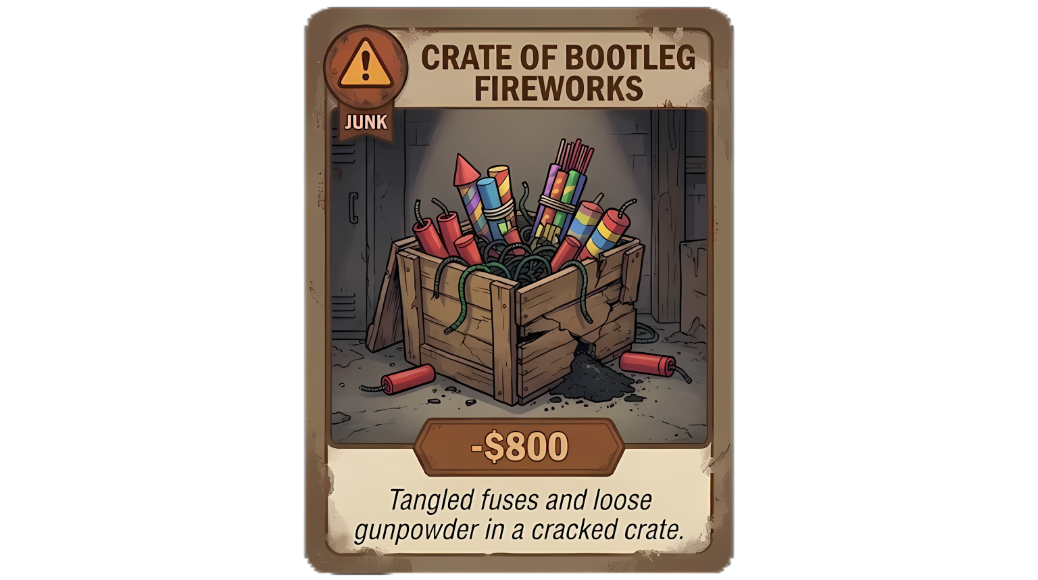 CRATE OF BOOTLEG
FIREWORKS
JUNK
-$800
Tangled fuses and loose
gunpowder in a cracked crate.